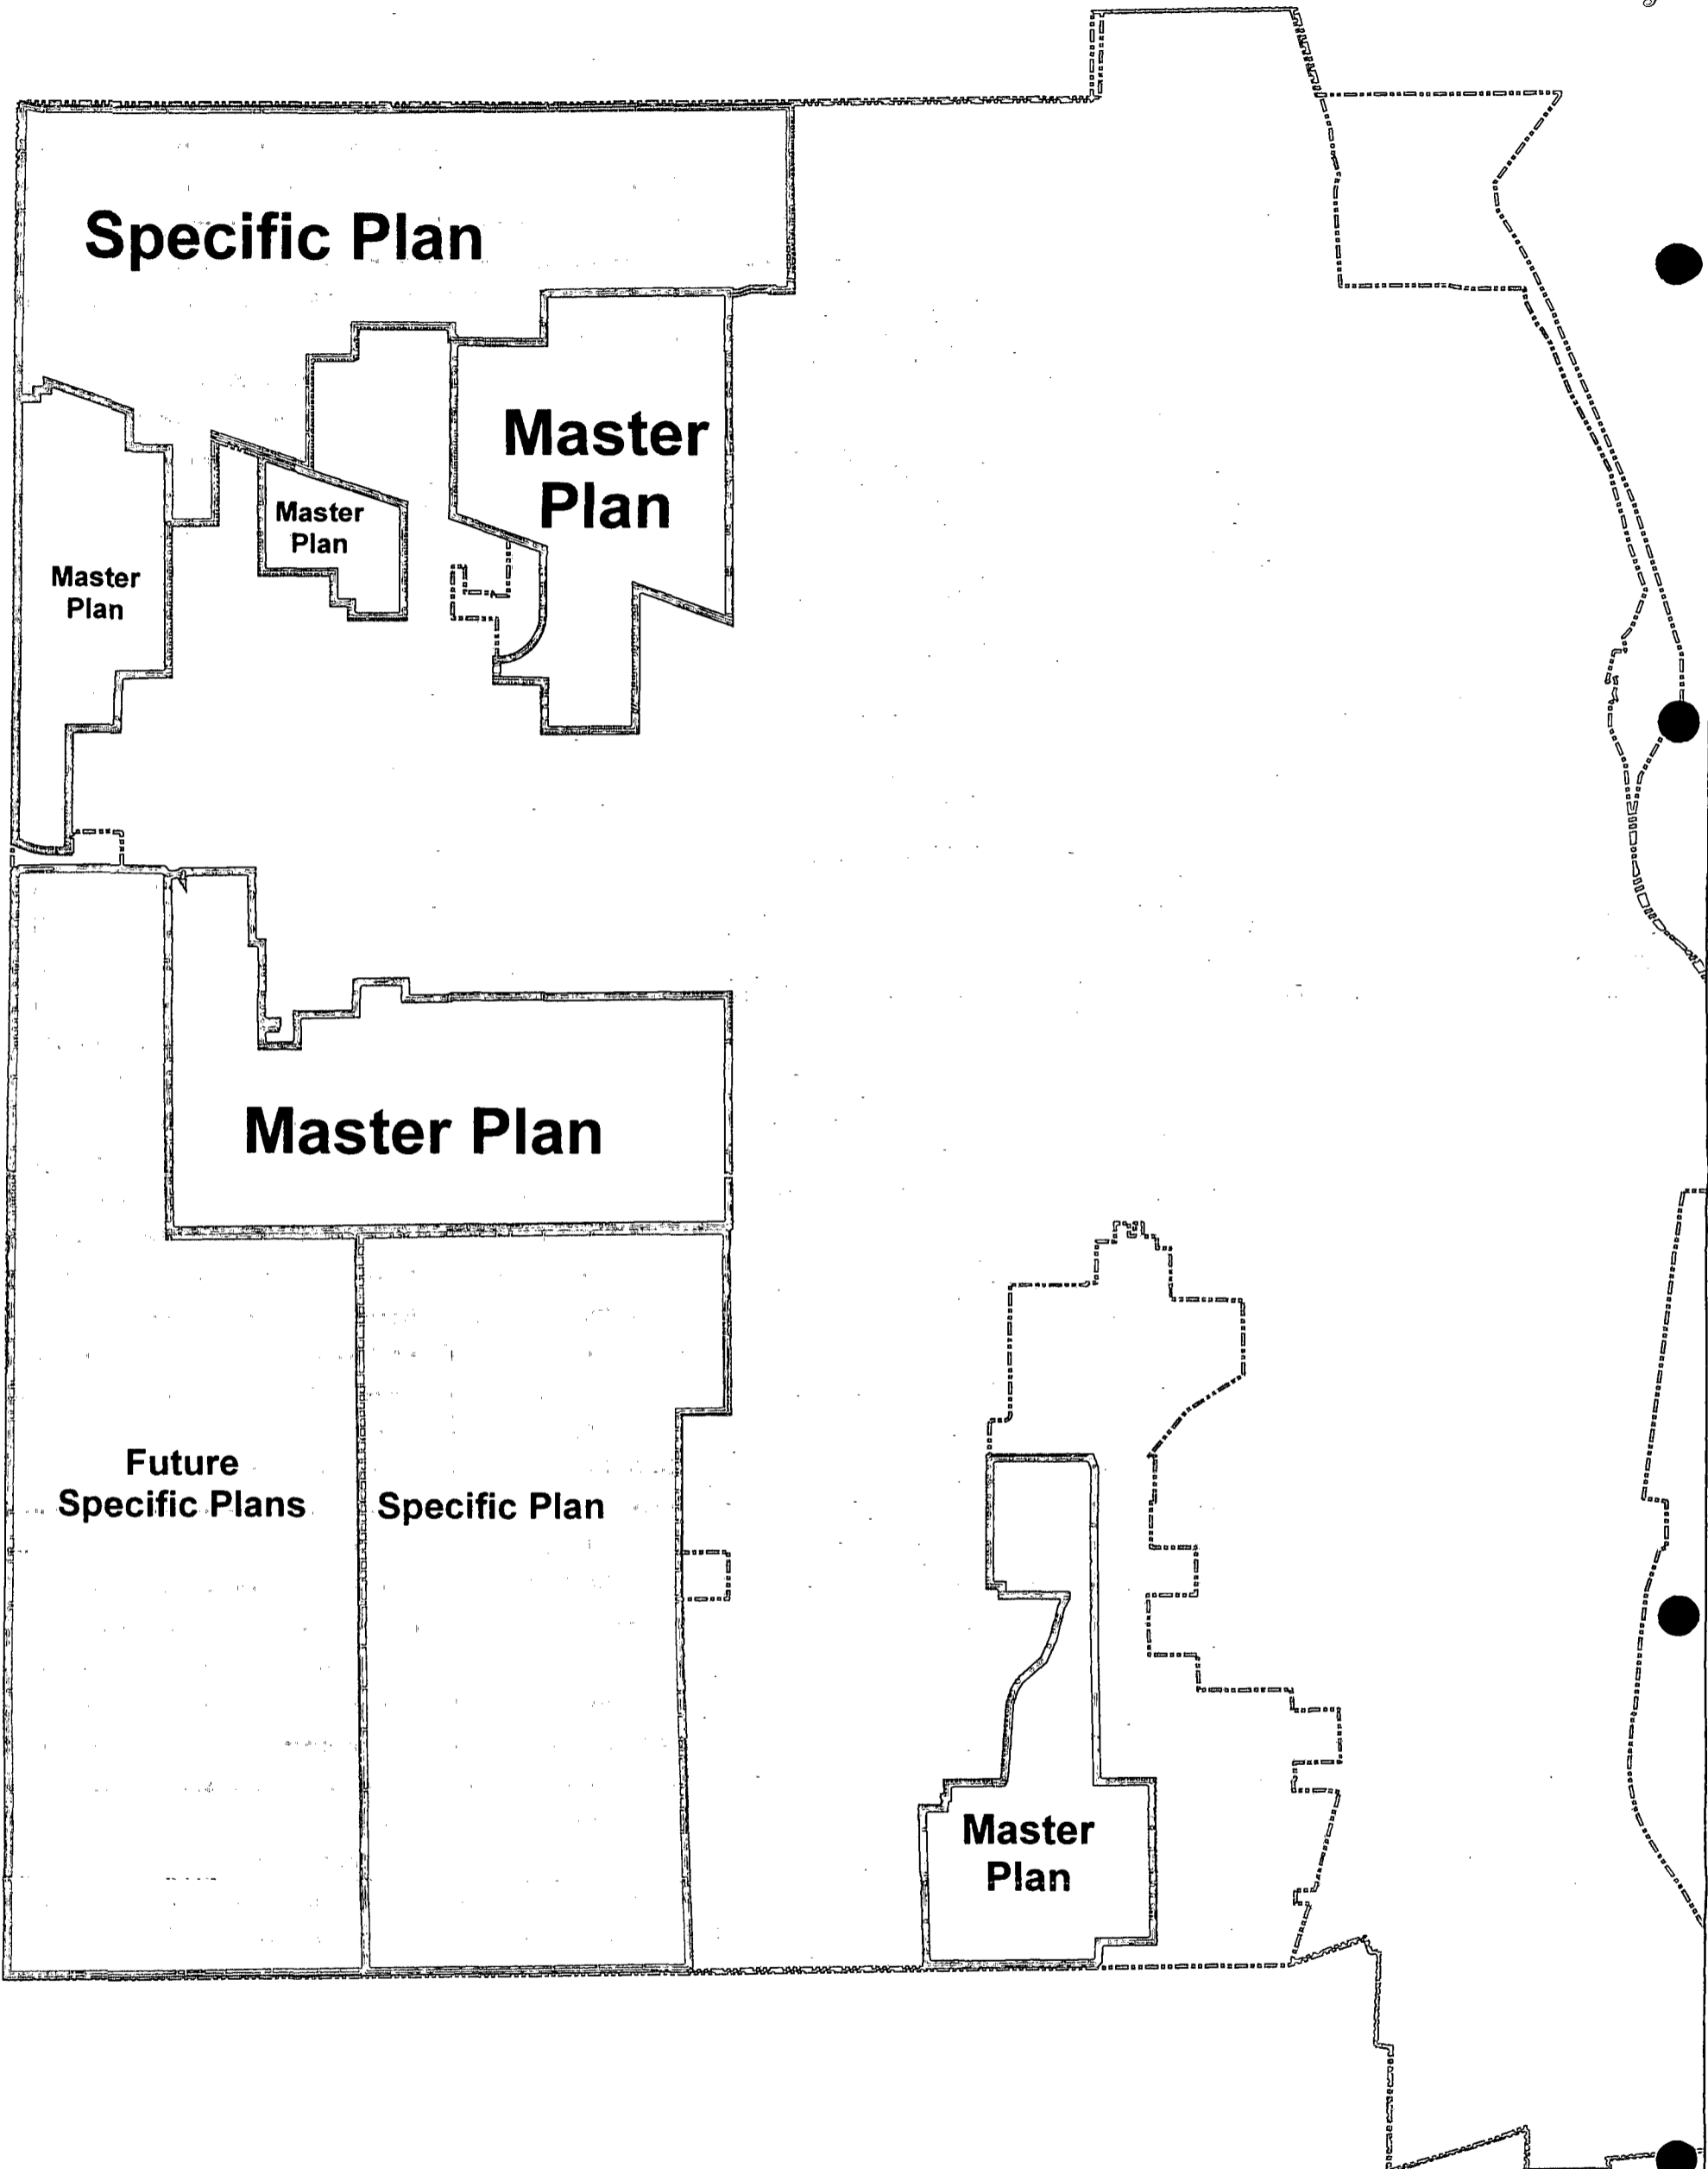 Specific Plan
Master
Plan
Master
Plan
Master
Plan
Master Plan
Future
Specific Plans
Specific Plan
Master
Plan